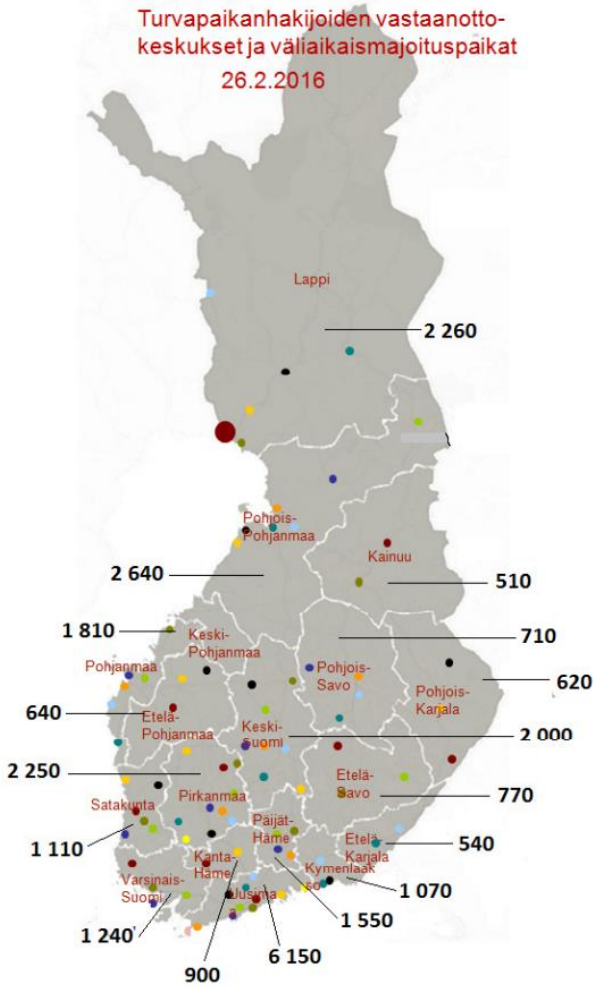 Turvapaikanhakijoiden vastaanotto-
keskukset ja väliaikaismajoituspaikat
26.2.2016
Lappi
2 260
Pohjois-
Pohjanmaa
Kainuu
2 640
510
1 810
Keski-
Pohjanmaa
710
Pohjanmaa
Pohjois-
Savo
Pohjois-
Karjala
620
640
Etelä-
Pohjanmaa
Keski-
suomi
2 000
2 250
Pirkanmaa
Etelä-
Savo
770
Satakunta
Päijät-
Häme
Etelä-
Karjala
540
1 110
Kanta-
Häme
Kymenlaak
so
1 070
Varsinais-
Suomi
Uusima
a
1 550
1 240
6 150
900